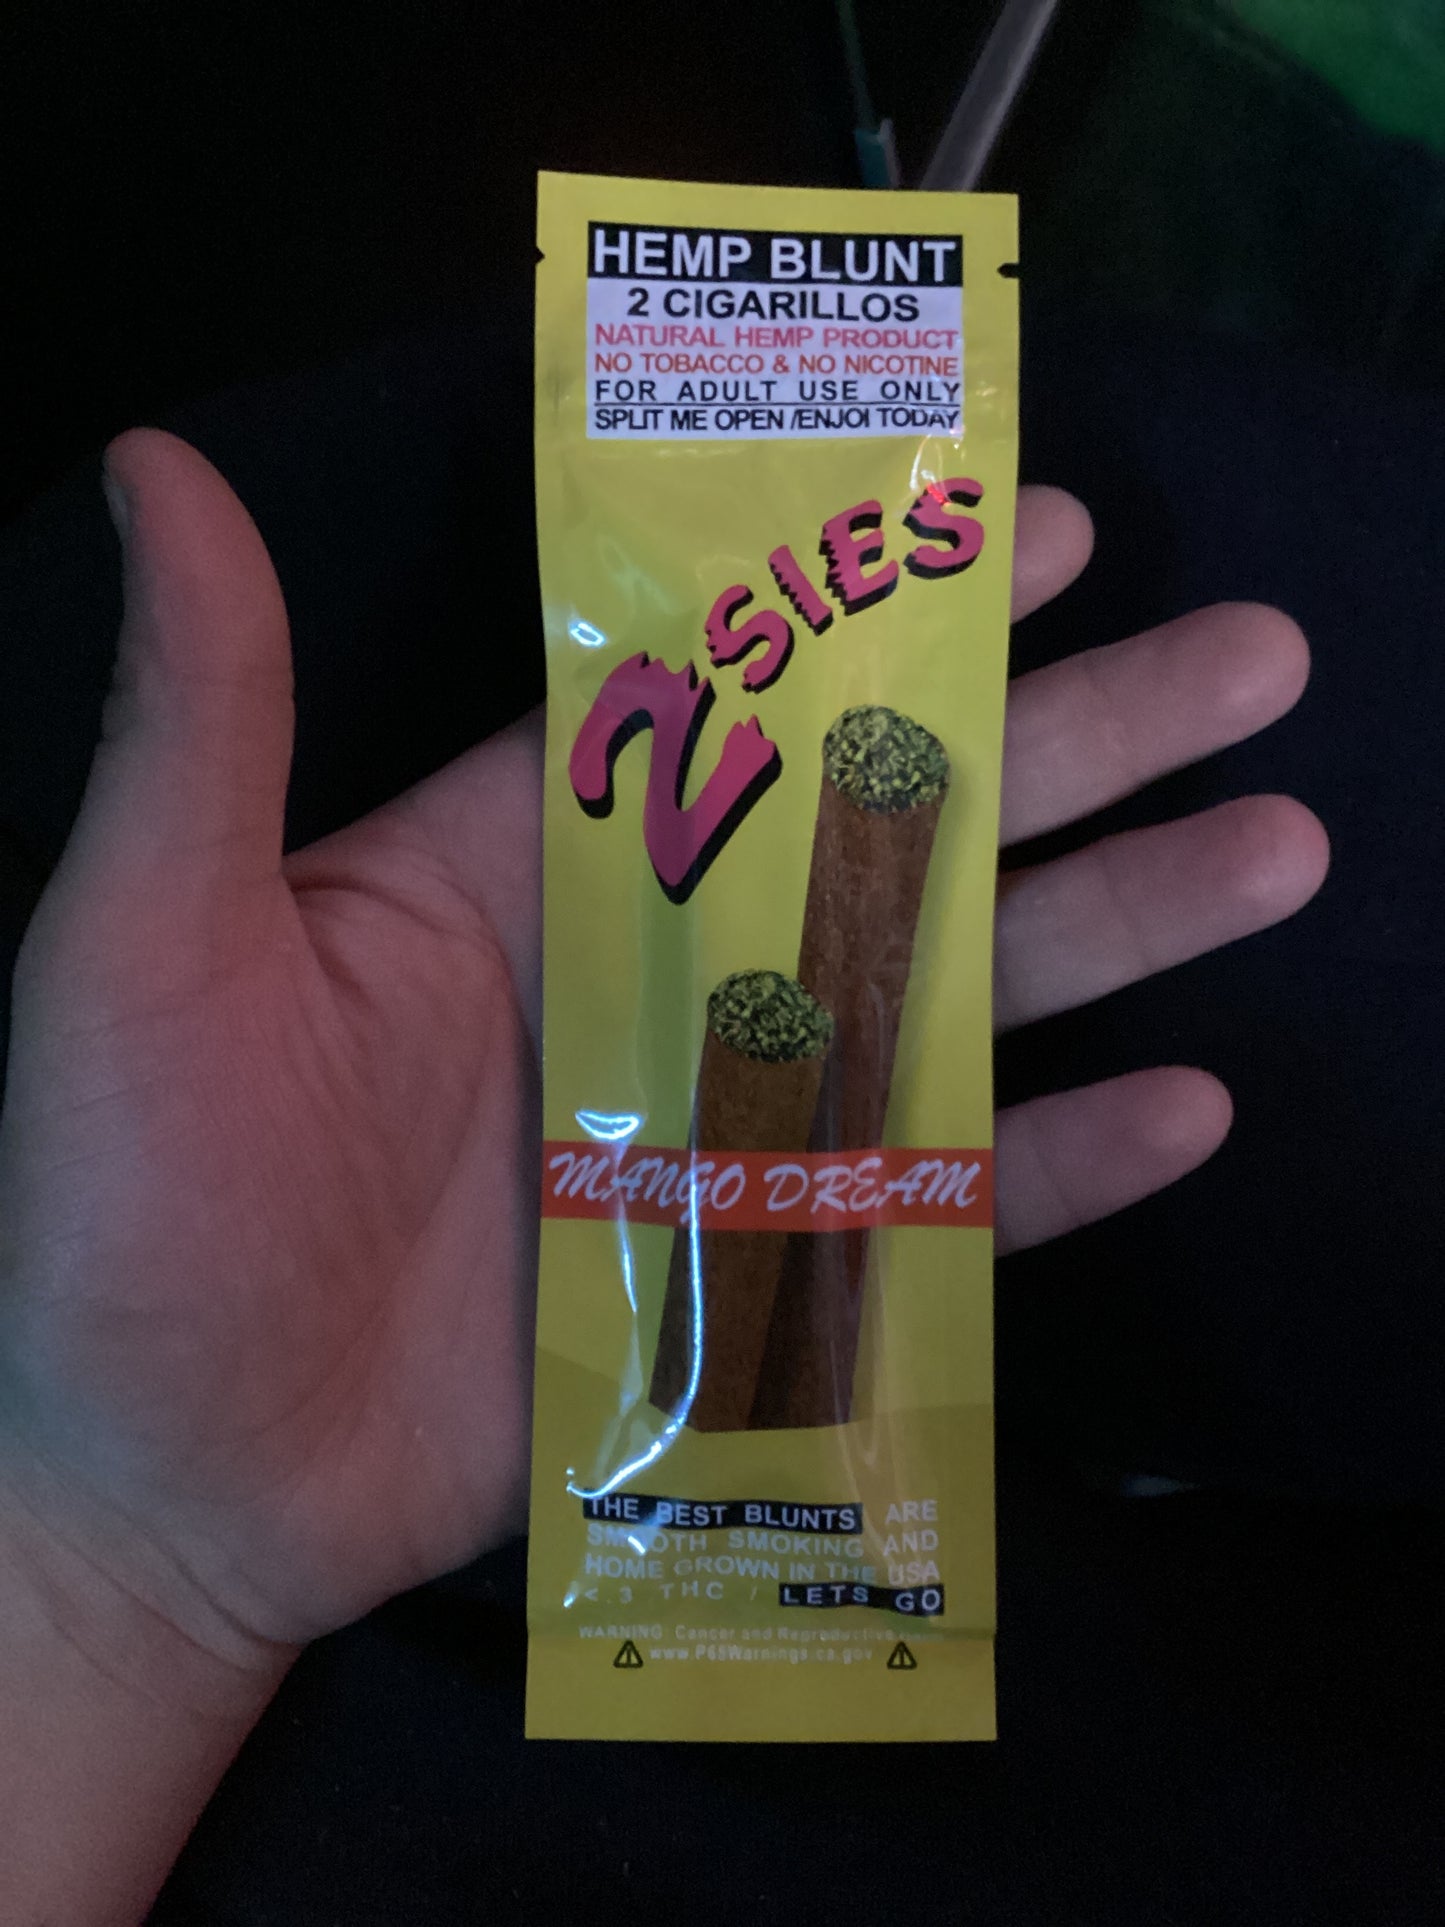 HEMP BLUNT
2 CIGARILLOS
NATURAL HEMP PRODUCT
NO TOBACCO & NO NICOTINE
FOR ADULT USE ONLY
SPLIT ME OPEN /ENJOI TODAY
2SIES
MANGO DREAM
THE BEST BLUNTS ARE
SMOOTH SMOKING AND
HOME GROWN IN THE USA
<.3 THC / LETS GO
WARNING: Cancer and Reproductive
www.P65Warnings.ca.gov